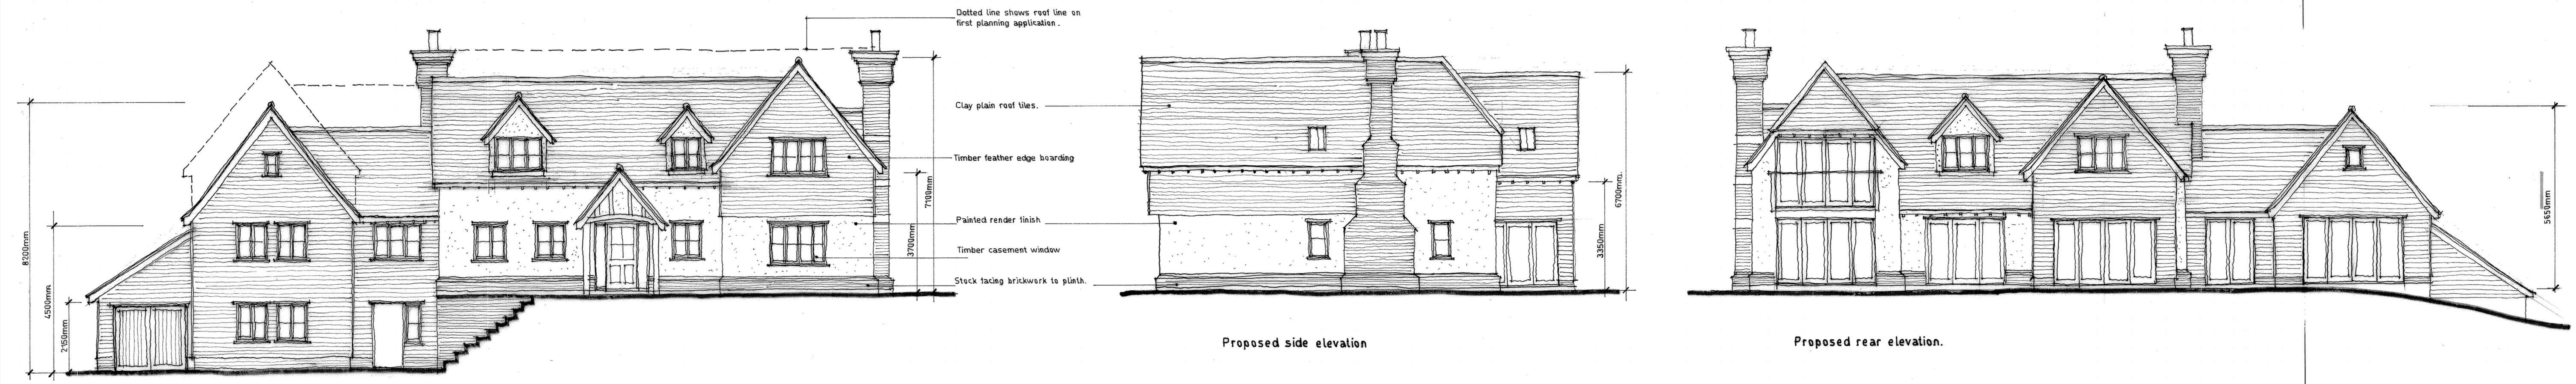 Dotted line shows roof line on
first planning application.
Clay plain roof tiles.
Timber feather edge boarding
Painted render finish
Timber casement window
Stock facing brickwork to plinth.
8200mm
4500mm
2150mm
3700mm
7100mm
Proposed side elevation
3350mm
6700mm
Proposed rear elevation.
5650mm